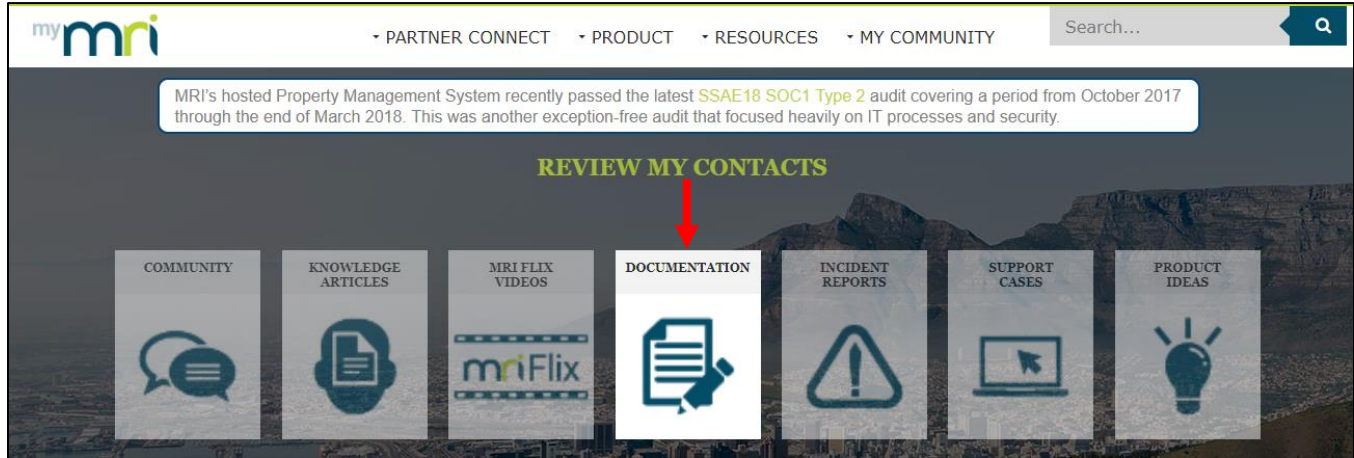 mymri
PARTNER CONNECT PRODUCT RESOURCES MY COMMUNITY Search...
MRI's hosted Property Management System recently passed the latest SSAE18 SOC1 Type 2 audit covering a period from October 2017
through the end of March 2018. This was another exception-free audit that focused heavily on IT processes and security.
REVIEW MY CONTACTS
COMMUNITY
KNOWLEDGE
ARTICLES
MRI FLIX
VIDEOS
mriFlix
DOCUMENTATION
INCIDENT
REPORTS
SUPPORT
CASES
PRODUCT
IDEAS